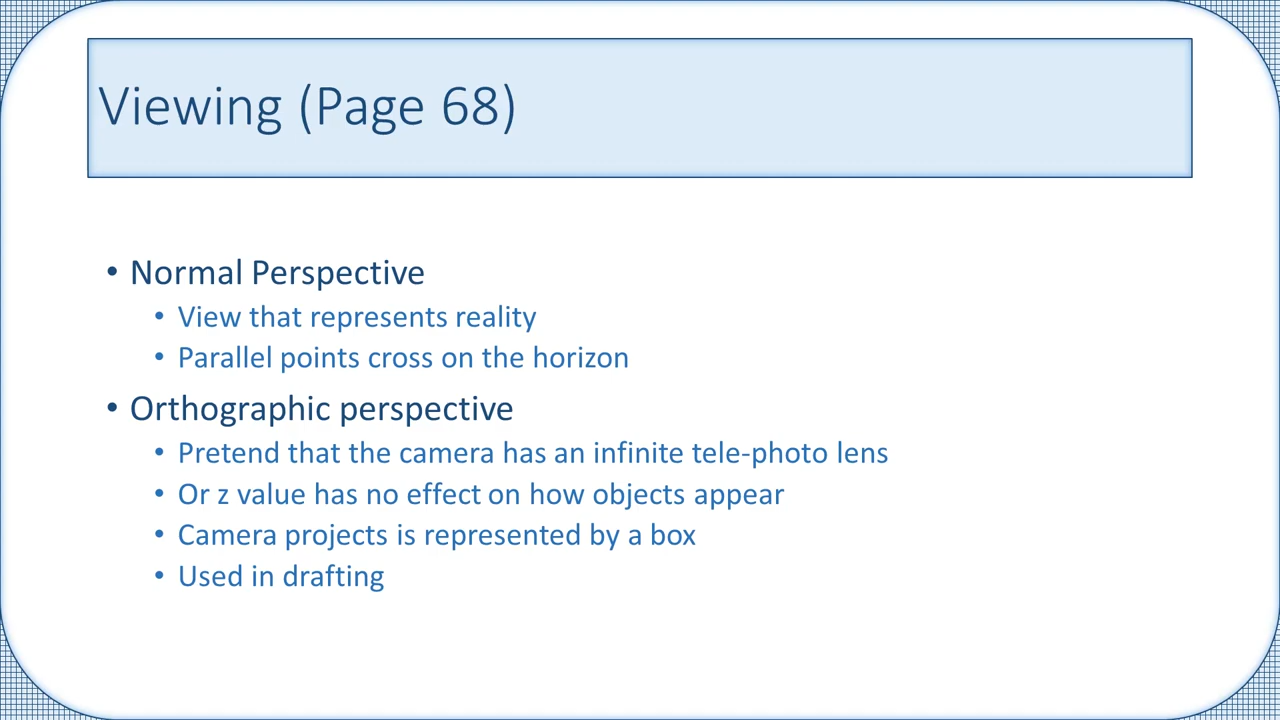 Viewing (Page 68)
• Normal Perspective
• View that represents reality
• Parallel points cross on the horizon
• Orthographic perspective
• Pretend that the camera has an infinite tele-photo lens
• Or z value has no effect on how objects appear
• Camera projects is represented by a box
• Used in drafting